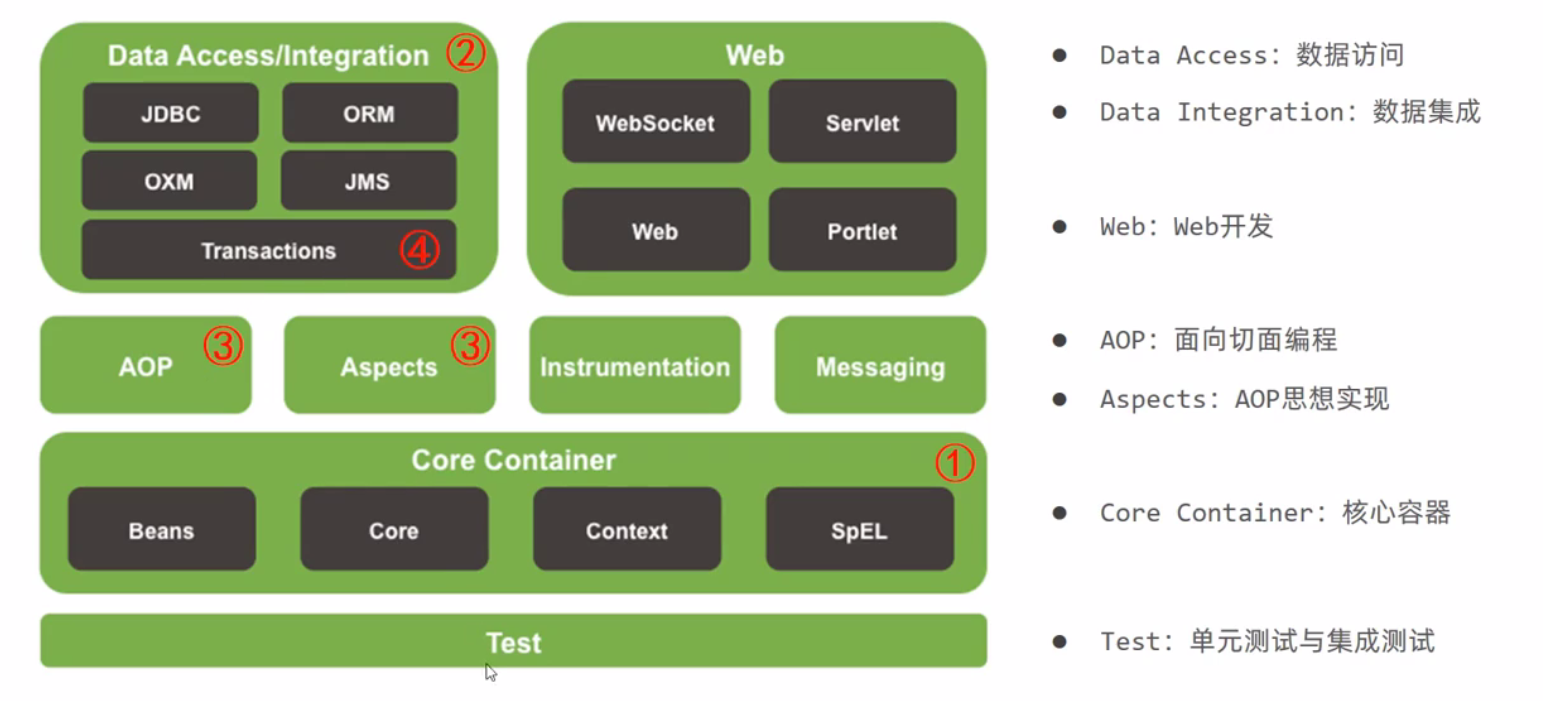 Data Access/Integration ②
JDBC ORM
OXM JMS
Transactions ④
Web
WebSocket Servlet
Web Portlet
AOP ③
Aspects ③
Instrumentation
Messaging
Core Container ①
Beans Core Context SpEL
Test
● Data Access：数据访问
● Data Integration：数据集成
● Web：Web开发
● AOP：面向切面编程
● Aspects：AOP思想实现
● Core Container：核心容器
● Test：单元测试与集成测试